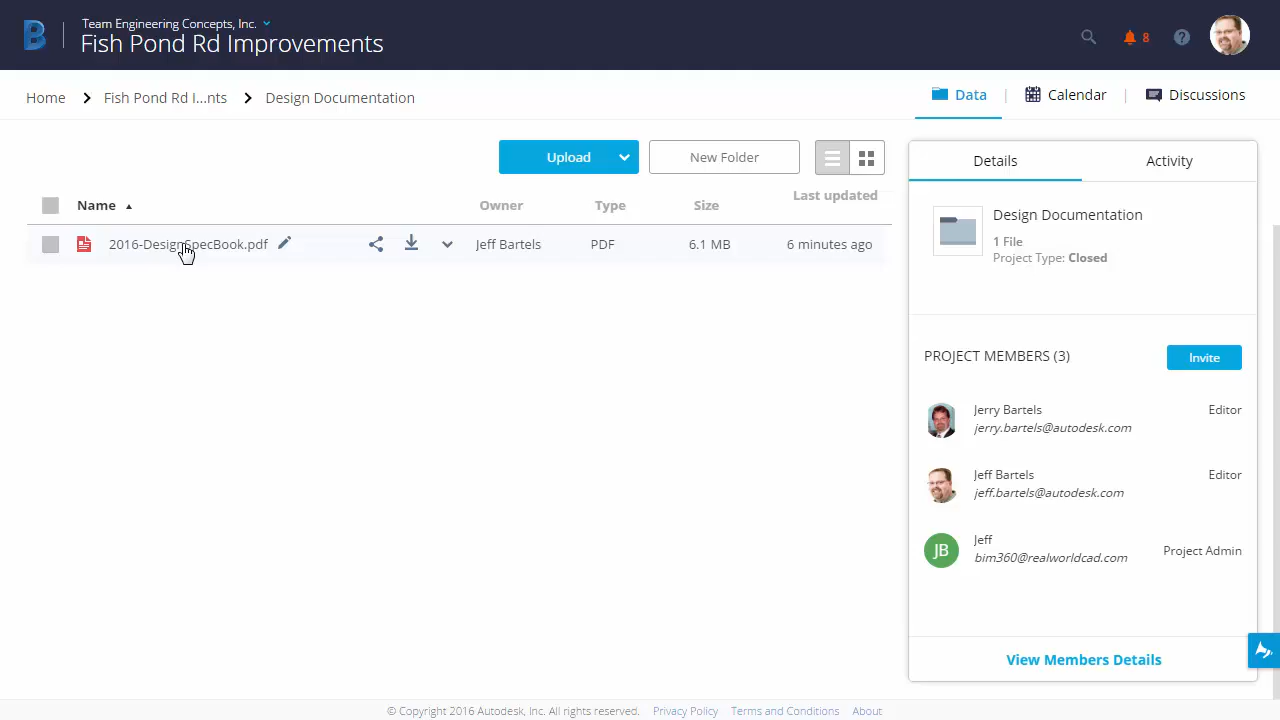 Team Engineering Concepts, Inc.
Fish Pond Rd Improvements
8
Home Fish Pond Rd I...nts Design Documentation
Data Calendar Discussions
Upload New Folder
Name Owner Type Size Last updated
2016-DesignSpecBook.pdf Jeff Bartels PDF 6.1 MB 6 minutes ago
Details Activity
Design Documentation
1 File
Project Type: Closed
PROJECT MEMBERS (3) Invite
Jerry Bartels Editor
jerry.bartels@autodesk.com
Jeff Bartels Editor
jeff.bartels@autodesk.com
JB
Jeff
bim360@realworldcad.com Project Admin
View Members Details
© Copyright 2016 Autodesk, Inc. All rights reserved. Privacy Policy Terms and Conditions About